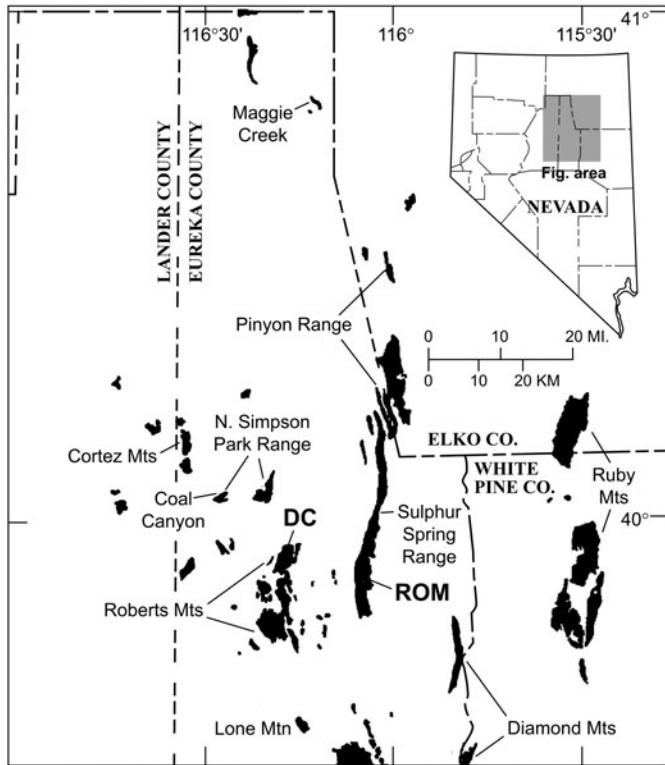 116°30'
116°
115°30'
41°
Maggie
Creek
LANDER COUNTY
EUREKA COUNTY
Fig. area
NEVADA
Pinyon Range
0 10 20 MI.
0 10 20 KM
N. Simpson
Park Range
Cortez Mts
ELKO CO.
WHITE
PINE CO.
Ruby
Mts
Coal
Canyon
DC
Sulphur
Spring
Range
40°
ROM
Roberts Mts
Lone Mtn
Diamond Mts